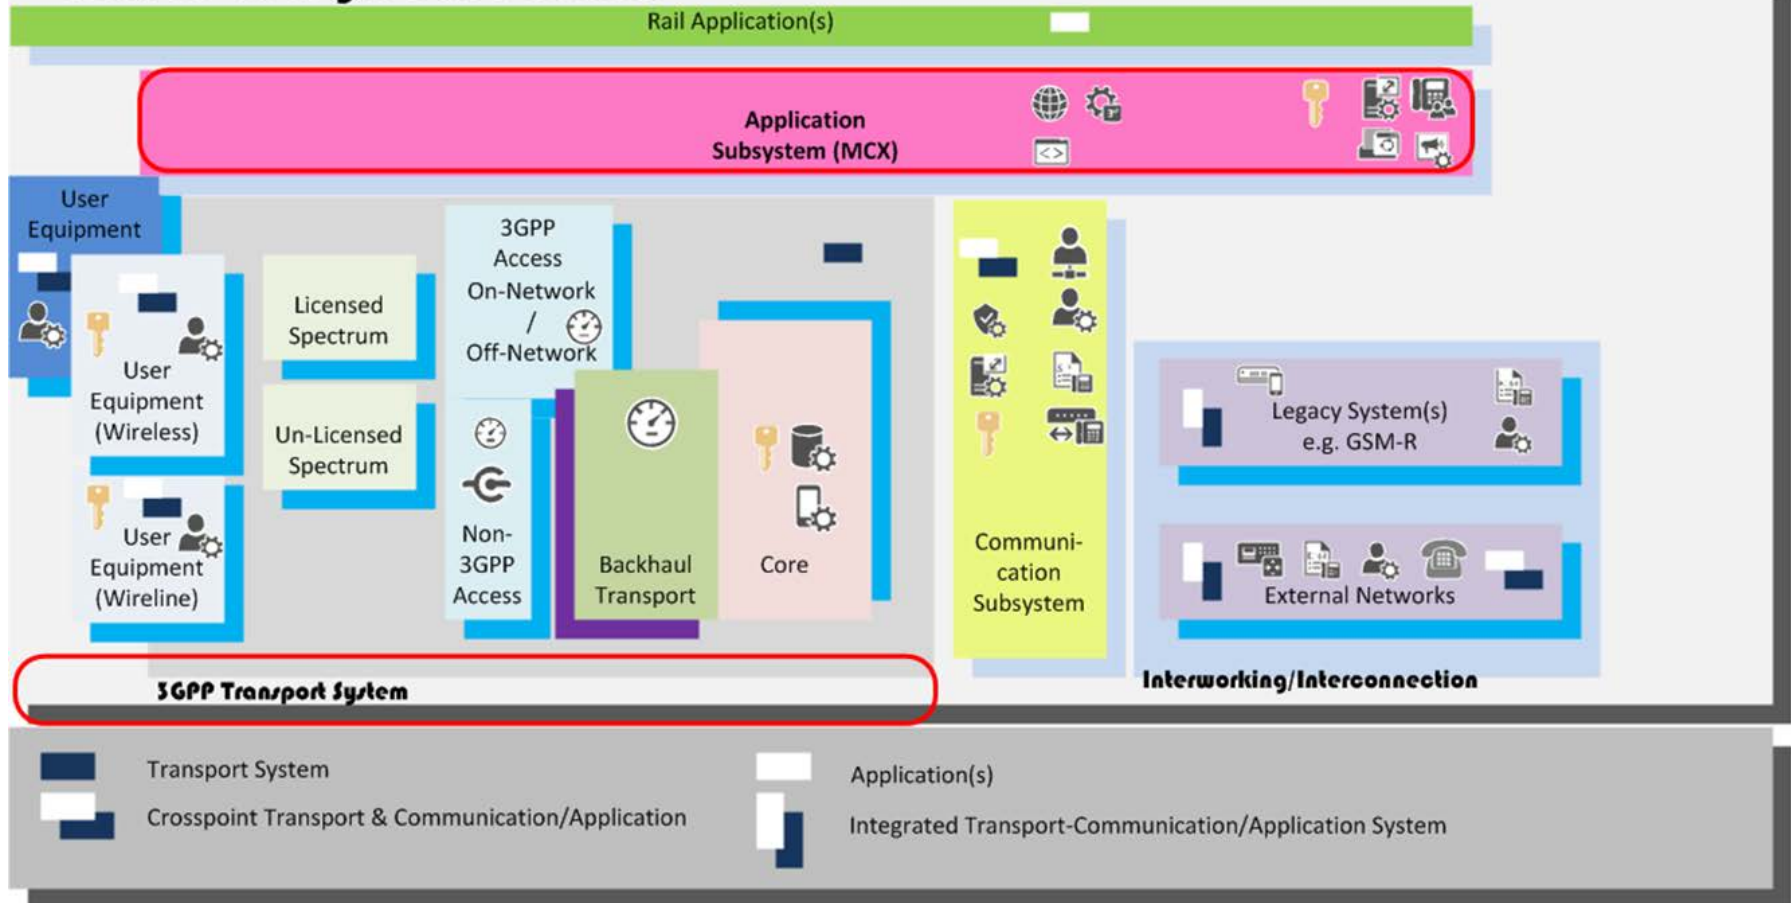 Rail Application(s)
Application
Subsystem (MCX)
User
Equipment
User
Equipment
(Wireless)
User
Equipment
(Wireline)
Licensed
Spectrum
Un-Licensed
Spectrum
3GPP
Access
On-Network
/
Off-Network
Non-
3GPP
Access
Backhaul
Transport
Core
Communi-
cation
Subsystem
Legacy System(s)
e.g. GSM-R
External Networks
3GPP Transport System
Interworking/Interconnection
Transport System
Crosspoint Transport & Communication/Application
Application(s)
Integrated Transport-Communication/Application System